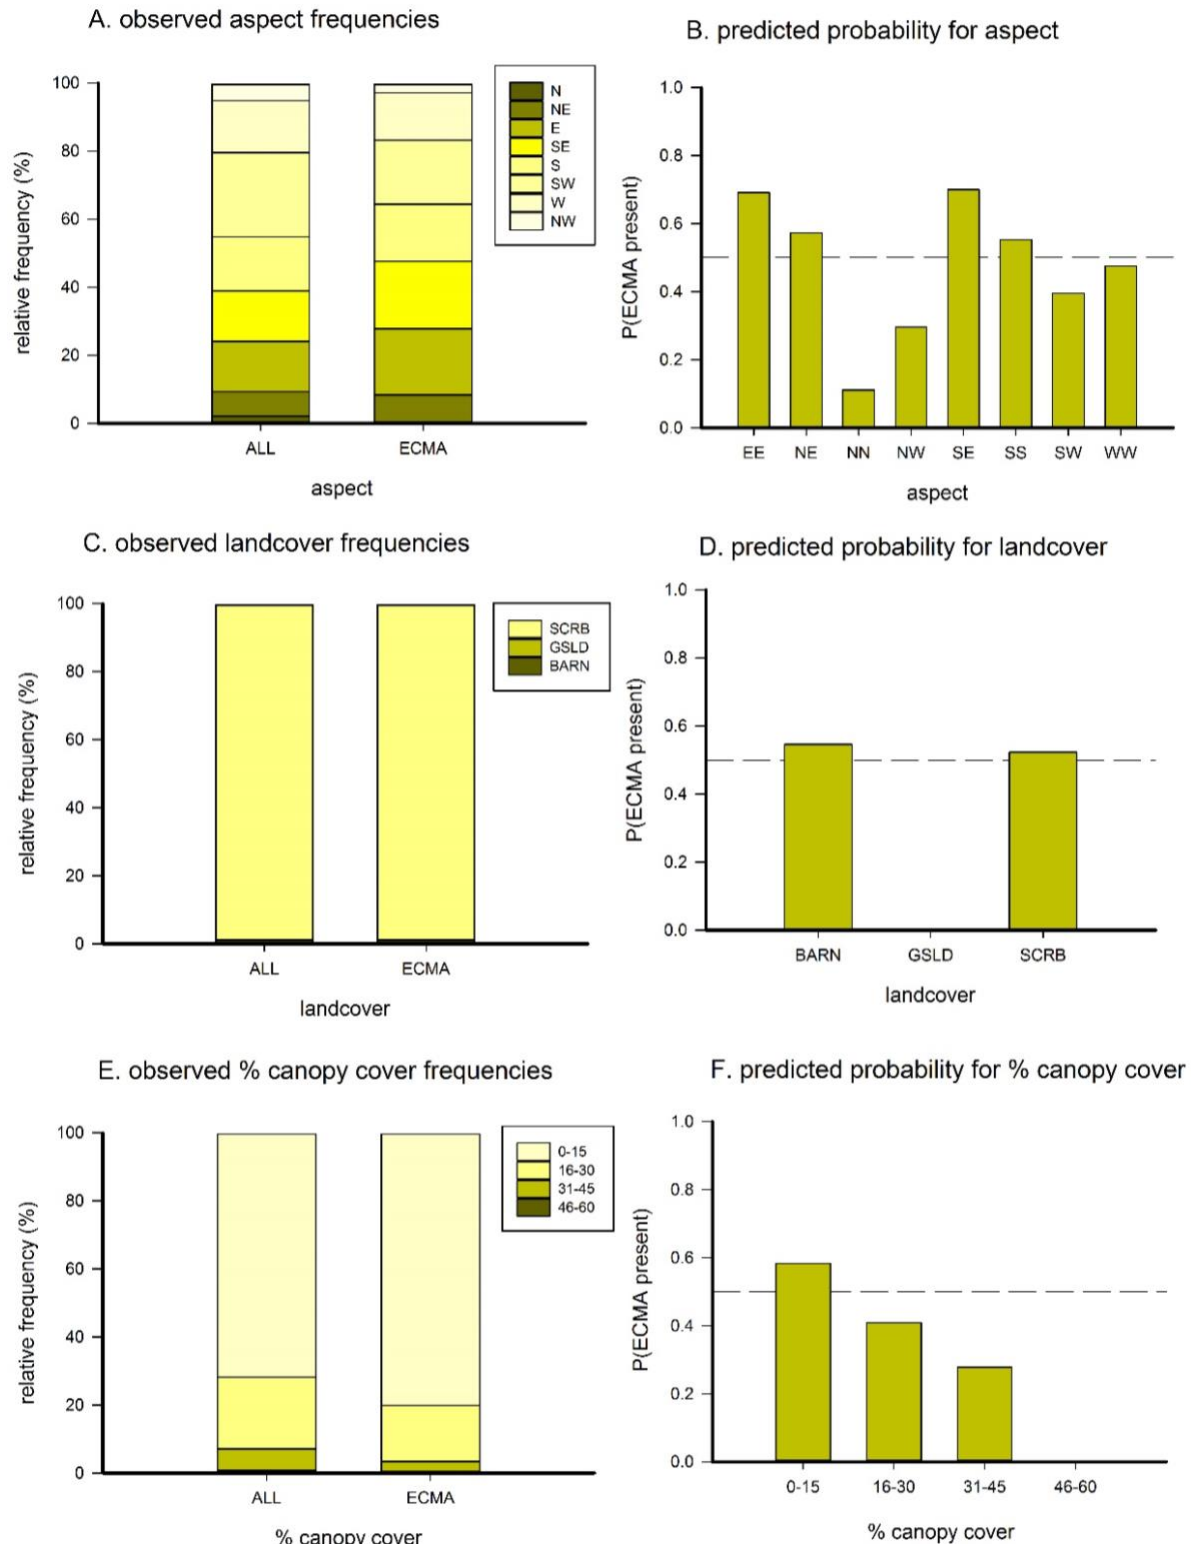 A. observed aspect frequencies
relative frequency (%)
100
80
60
40
20
0
ALL
ECMA
aspect
N
NE
E
SE
S
SW
W
NW
B. predicted probability for aspect
P(ECMA present)
1.0
0.8
0.6
0.4
0.2
0.0
EE
NE
NN
NW
SE
SS
SW
WW
aspect
C. observed landcover frequencies
relative frequency (%)
100
80
60
40
20
0
ALL
ECMA
landcover
SCRB
GSLD
BARN
D. predicted probability for landcover
P(ECMA present)
1.0
0.8
0.6
0.4
0.2
0.0
BARN
GSLD
SCRB
landcover
E. observed % canopy cover frequencies
relative frequency (%)
100
80
60
40
20
0
ALL
ECMA
% canopy cover
0-15
16-30
31-45
46-60
F. predicted probability for % canopy cover
P(ECMA present)
1.0
0.8
0.6
0.4
0.2
0.0
0-15
16-30
31-45
46-60
% canopy cover